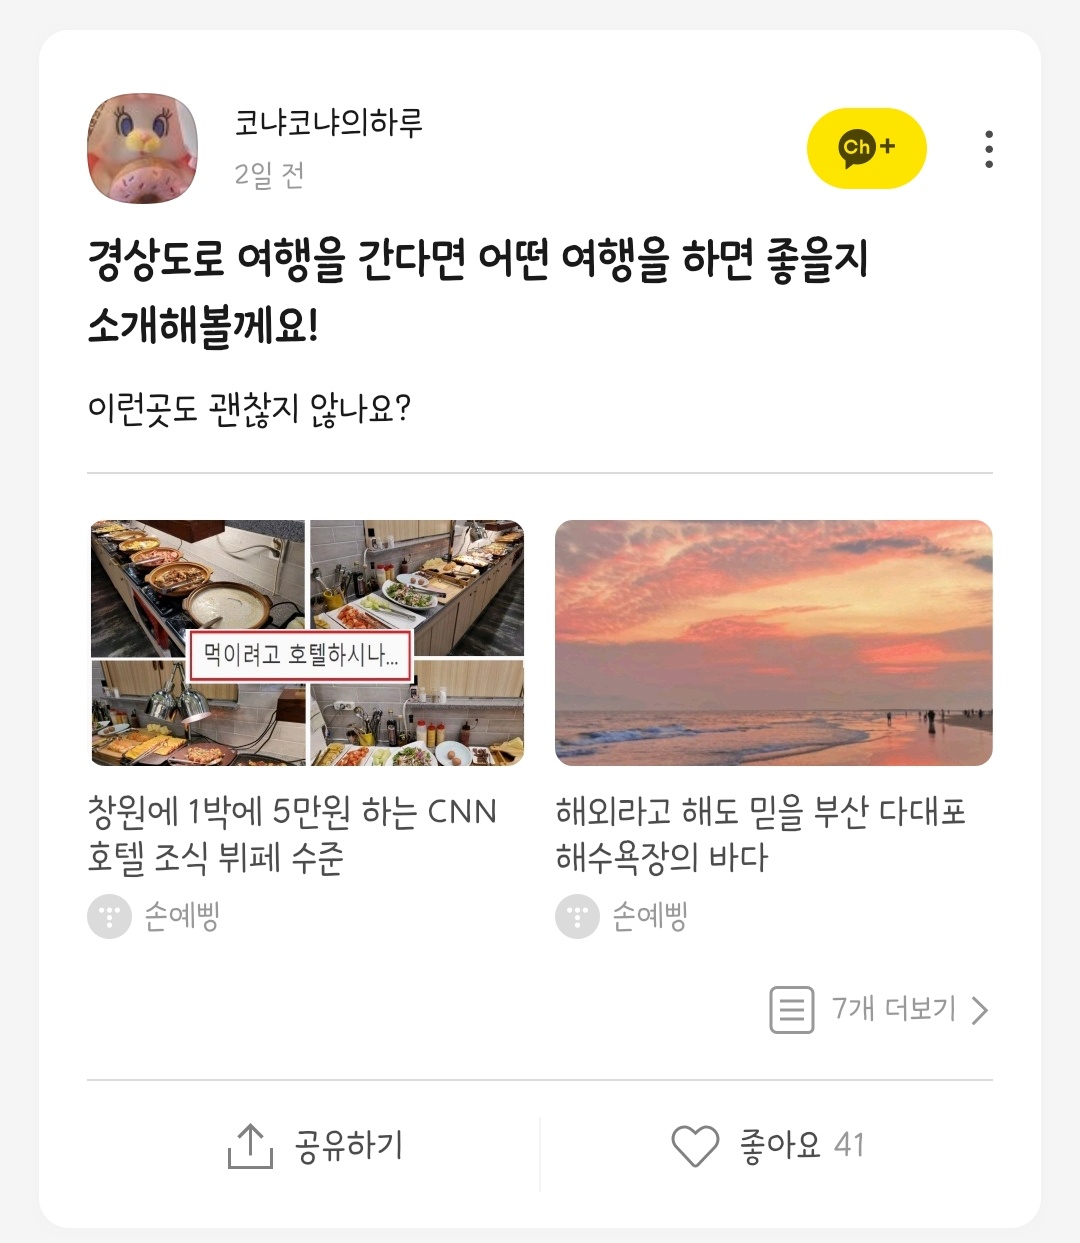 코냐코냐의하루
2일 전
Ch+
경상도로 여행을 간다면 어떤 여행을 하면 좋을지
소개해볼께요!
이런곳도 괜찮지 않나요?
먹이려고 호텔하시나...
창원에 1박에 5만원 하는 CNN
호텔 조식 뷔페 수준
손예삥
해외라고 해도 믿을 부산 다대포
해수욕장의 바다
손예삥
7개 더보기
공유하기
좋아요 41